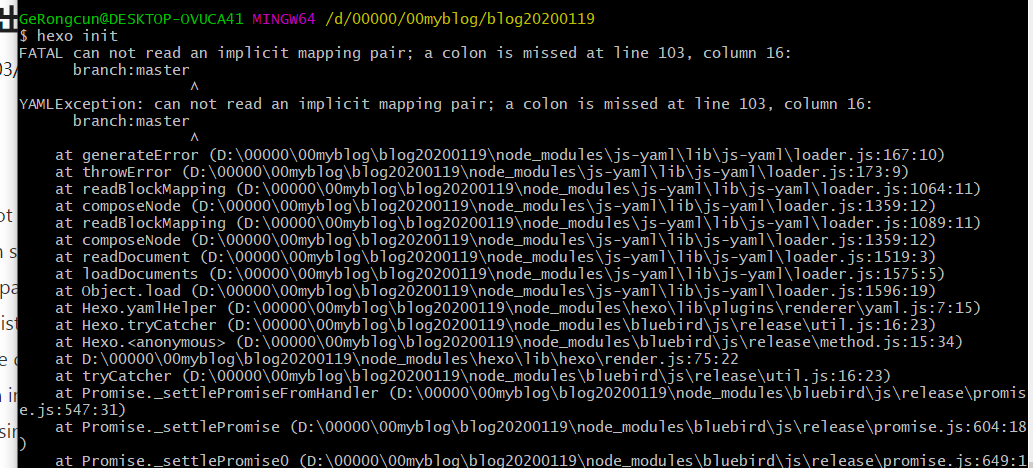 GeRongcun@DESKTOP-OVUCA41 MINGW64 /d/00000/00myblog/blog20200119
$ hexo init
FATAL can not read an implicit mapping pair; a colon is missed at line 103, column 16:
branch:master
^
YAMLException: can not read an implicit mapping pair; a colon is missed at line 103, column 16:
branch:master
^
at generateError (D:\00000\00myblog\blog20200119\node_modules\js-yaml\lib\js-yaml\loader.js:167:10)
at throwError (D:\00000\00myblog\blog20200119\node_modules\js-yaml\lib\js-yaml\loader.js:173:9)
at readBlockMapping (D:\00000\00myblog\blog20200119\node_modules\js-yaml\lib\js-yaml\loader.js:1064:11)
at composeNode (D:\00000\00myblog\blog20200119\node_modules\js-yaml\lib\js-yaml\loader.js:1359:12)
at readBlockMapping (D:\00000\00myblog\blog20200119\node_modules\js-yaml\lib\js-yaml\loader.js:1089:11)
at composeNode (D:\00000\00myblog\blog20200119\node_modules\js-yaml\lib\js-yaml\loader.js:1359:12)
at readDocument (D:\00000\00myblog\blog20200119\node_modules\js-yaml\lib\js-yaml\loader.js:1519:3)
at loadDocuments (D:\00000\00myblog\blog20200119\node_modules\js-yaml\lib\js-yaml\loader.js:1575:5)
at Object.load (D:\00000\00myblog\blog20200119\node_modules\js-yaml\lib\js-yaml\loader.js:1596:19)
at Hexo.yamlHelper (D:\00000\00myblog\blog20200119\node_modules\hexo\lib\plugins\renderer\yaml.js:7:15)
at Hexo.tryCatcher (D:\00000\00myblog\blog20200119\node_modules\bluebird\js\release\util.js:16:23)
at Hexo.<anonymous> (D:\00000\00myblog\blog20200119\node_modules\bluebird\js\release\method.js:15:34)
at D:\00000\00myblog\blog20200119\node_modules\hexo\lib\hexo\render.js:75:22
at tryCatcher (D:\00000\00myblog\blog20200119\node_modules\bluebird\js\release\util.js:16:23)
at Promise._settlePromiseFromHandler (D:\00000\00myblog\blog20200119\node_modules\bluebird\js\release\promis
e.js:547:31)
at Promise._settlePromise (D:\00000\00myblog\blog20200119\node_modules\bluebird\js\release\promise.js:604:18
)
at Promise._settlePromise0 (D:\00000\00myblog\blog20200119\node_modules\bluebird\js\release\promise.js:649:1